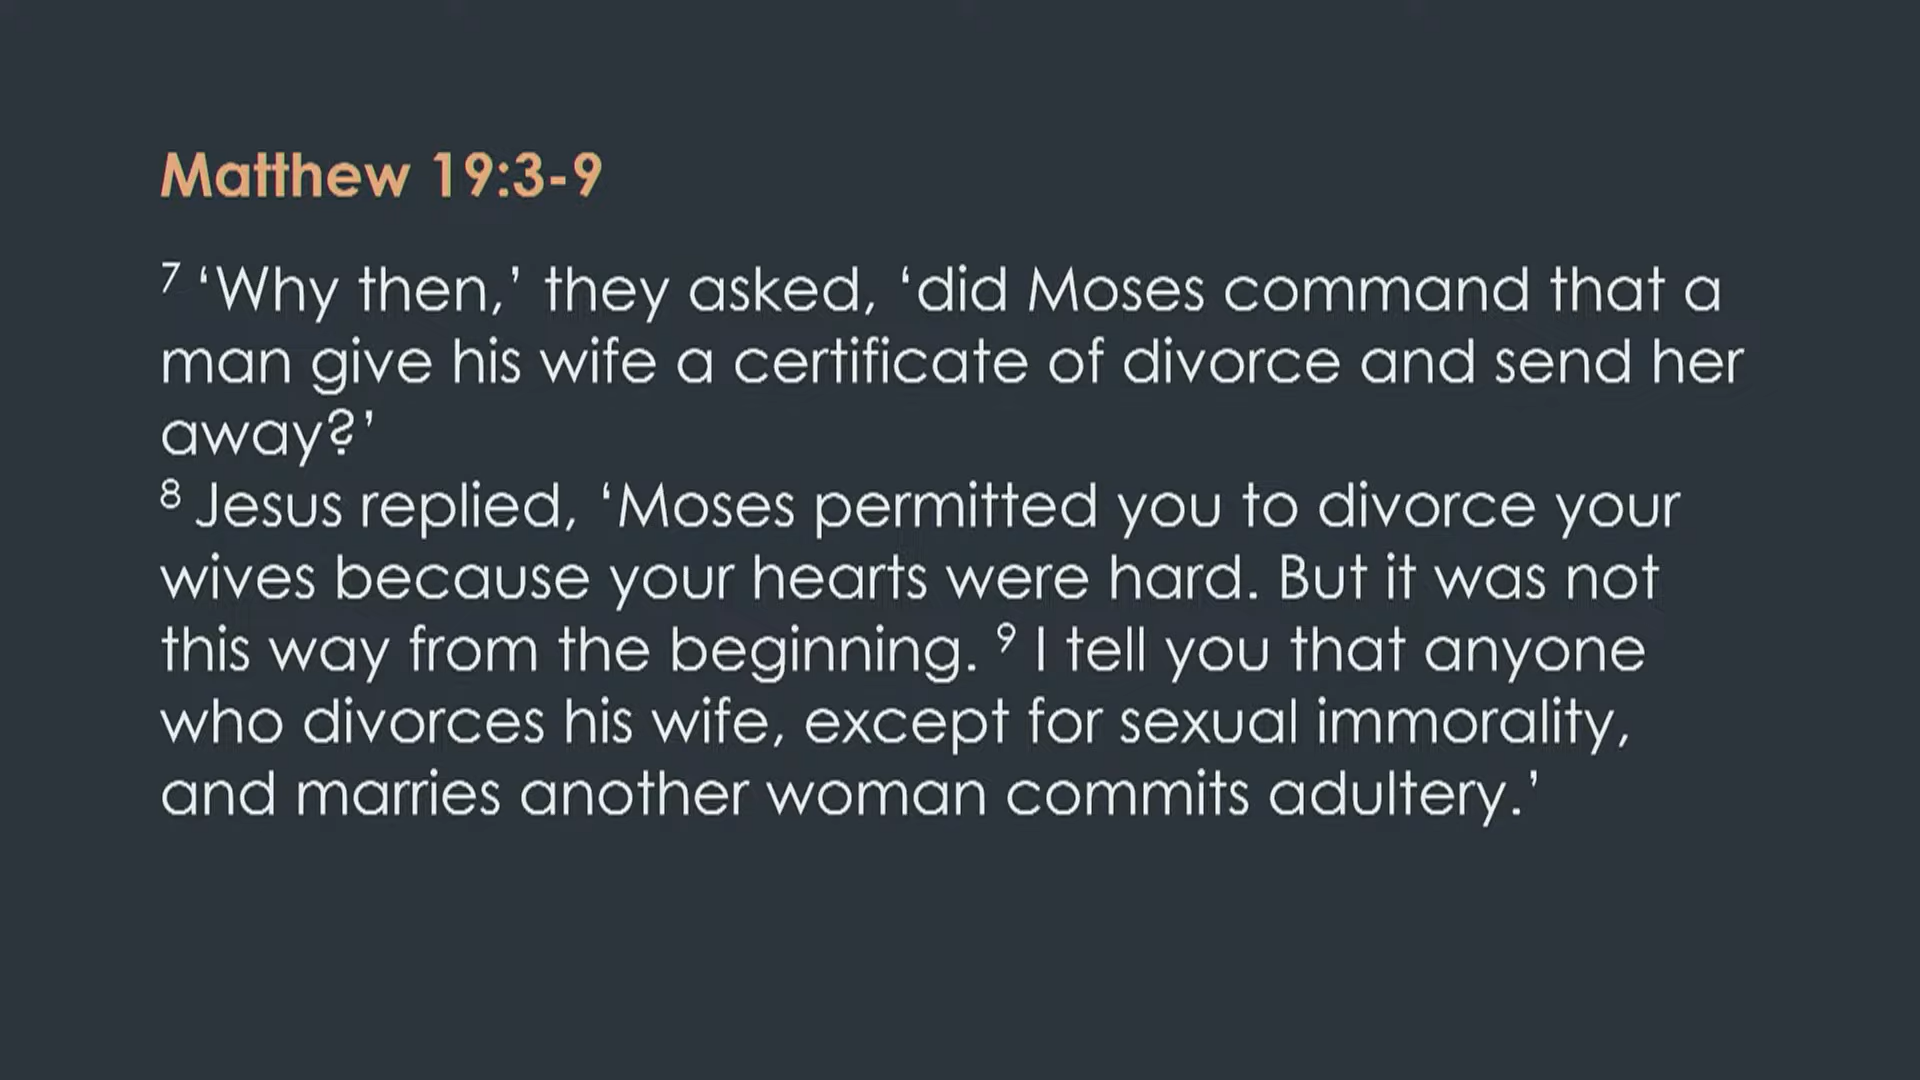 Matthew 19:3-9
7 ‘Why then,’ they asked, ‘did Moses command that a
man give his wife a certificate of divorce and send her
away?’
8 Jesus replied, ‘Moses permitted you to divorce your
wives because your hearts were hard. But it was not
this way from the beginning. 9 I tell you that anyone
who divorces his wife, except for sexual immorality,
and marries another woman commits adultery.’